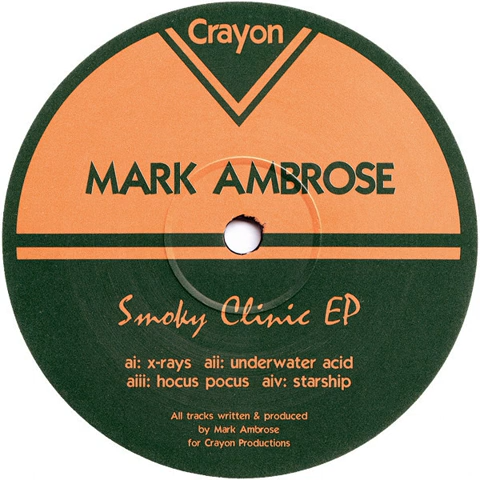 Crayon
MARK AMBROSE
Smoky Clinic EP
ai: x-rays aii: underwater acid
aiii: hocus pocus aiv: starship
All tracks written & produced
by Mark Ambrose
for Crayon Productions